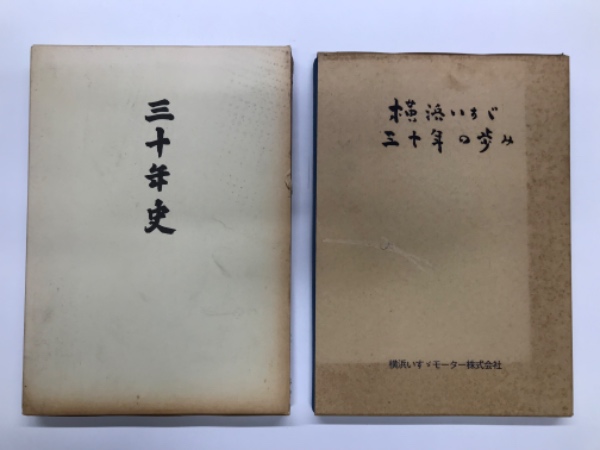 三十年史
横浜いすゞ
三十年の歩み
横浜いすゞモーター株式会社